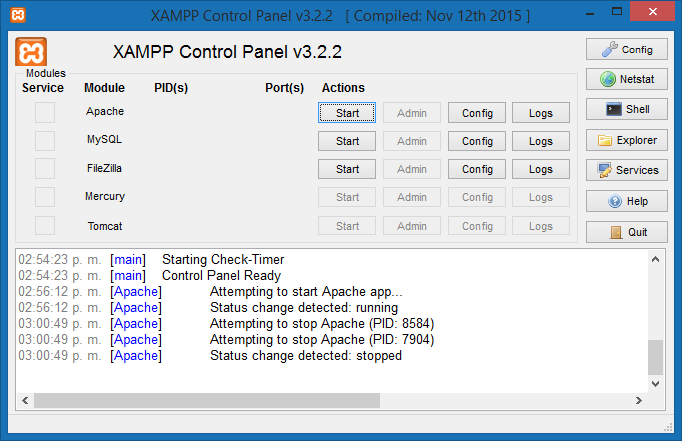 XAMPP Control Panel v3.2.2 [ Compiled: Nov 12th 2015 ]
XAMPP Control Panel v3.2.2
Config
Modules
Service Module PID(s) Port(s) Actions
Netstat
Apache Start Admin Config Logs
Shell
MySQL Start Admin Config Logs
Explorer
FileZilla Start Admin Config Logs
Services
Mercury Start Admin Config Logs
Help
Tomcat Start Admin Config Logs
Quit
02:54:23 p. m. [main] Starting Check-Timer
02:54:23 p. m. [main] Control Panel Ready
02:56:12 p. m. [Apache] Attempting to start Apache app...
02:56:12 p. m. [Apache] Status change detected: running
03:00:49 p. m. [Apache] Attempting to stop Apache (PID: 8584)
03:00:49 p. m. [Apache] Attempting to stop Apache (PID: 7904)
03:00:49 p. m. [Apache] Status change detected: stopped